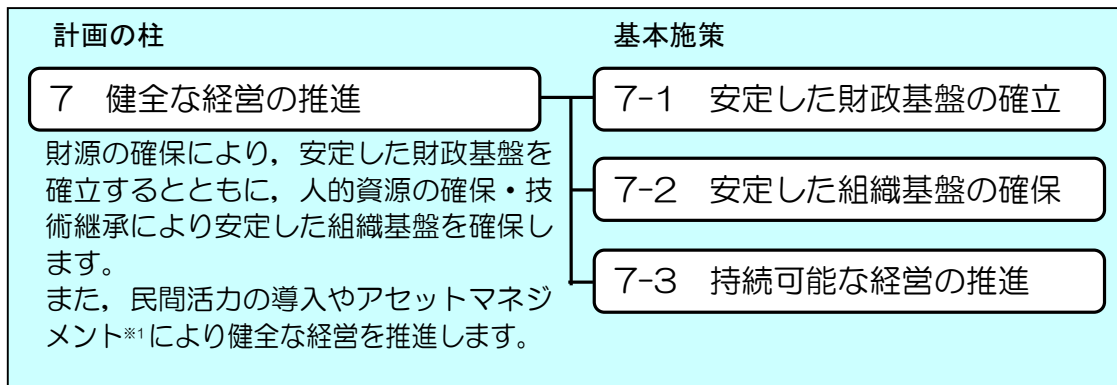 計画の柱
基本施策
7 健全な経営の推進
財源の確保により，安定した財政基盤を
確立するとともに，人的資源の確保・技
術継承により安定した組織基盤を確保し
ます。
また，民間活力の導入やアセットマネジ
メント※1により健全な経営を推進します。
7-1 安定した財政基盤の確立
7-2 安定した組織基盤の確保
7-3 持続可能な経営の推進